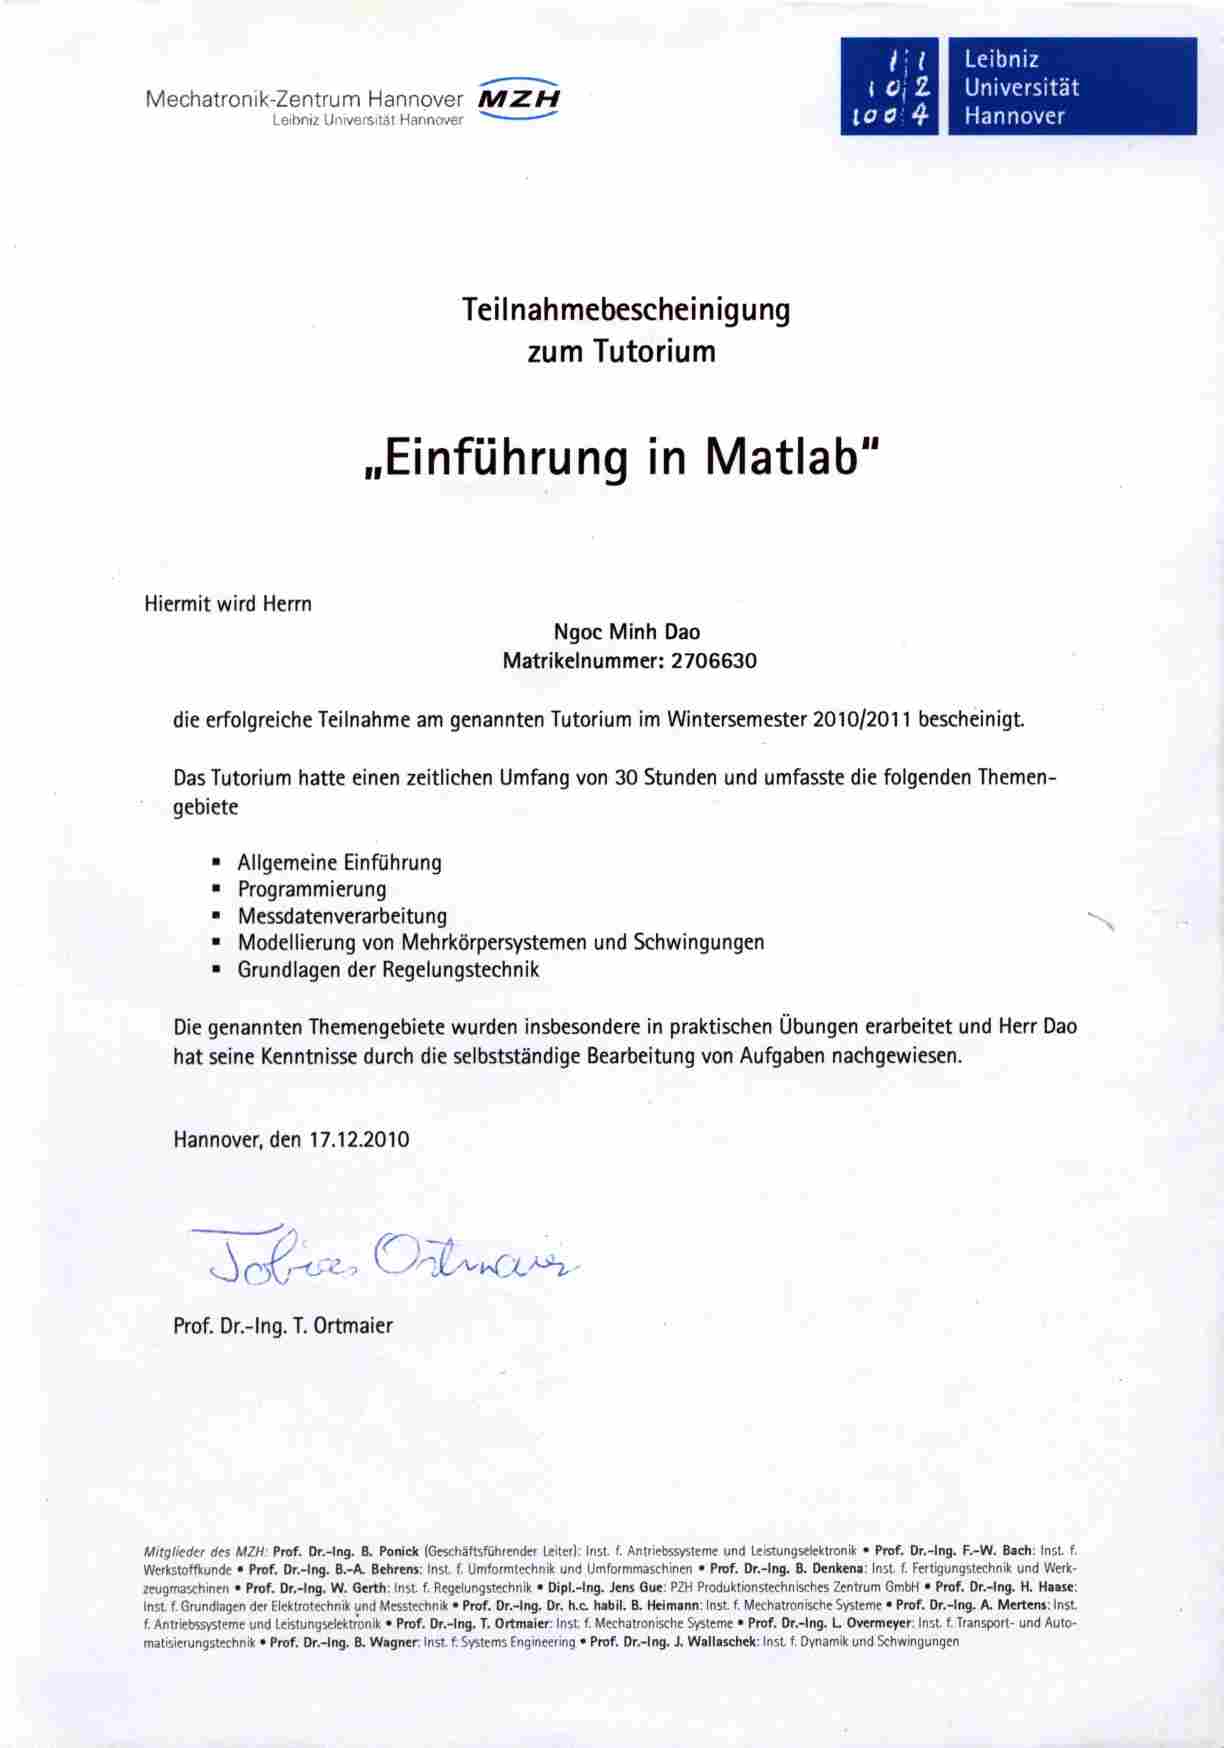 Mechatronik-Zentrum Hannover MZH
Leibniz Universität Hannover
1 1
1 0 2
1 0 0 4
Leibniz
Universität
Hannover
Teilnahmebescheinigung
zum Tutorium
„Einführung in Matlab"
Hiermit wird Herrn
Ngoc Minh Dao
Matrikelnummer: 2706630
die erfolgreiche Teilnahme am genannten Tutorium im Wintersemester 2010/2011 bescheinigt.
Das Tutorium hatte einen zeitlichen Umfang von 30 Stunden und umfasste die folgenden Themen-
gebiete
▪ Allgemeine Einführung
▪ Programmierung
▪ Messdatenverarbeitung
▪ Modellierung von Mehrkörpersystemen und Schwingungen
▪ Grundlagen der Regelungstechnik
Die genannten Themengebiete wurden insbesondere in praktischen Übungen erarbeitet und Herr Dao
hat seine Kenntnisse durch die selbstständige Bearbeitung von Aufgaben nachgewiesen.
Hannover, den 17.12.2010
Tobias Ortmaier
Prof. Dr.-Ing. T. Ortmaier
Mitglieder des MZH: Prof. Dr.-Ing. B. Ponick (Geschäftsführender Leiter): Inst. f. Antriebssysteme und Leistungselektronik • Prof. Dr.-Ing. F.-W. Bach: Inst. f.
Werkstoffkunde • Prof. Dr.-Ing. B.-A. Behrens: Inst. f. Umformtechnik und Umformmaschinen • Prof. Dr.-Ing. B. Denkena: Inst. f. Fertigungstechnik und Werk-
zeugmaschinen • Prof. Dr.-Ing. W. Gerth: Inst. f. Regelungstechnik • Dipl.-Ing. Jens Gue: PZH Produktionstechnisches Zentrum GmbH • Prof. Dr.-Ing. H. Haase:
Inst. f. Grundlagen der Elektrotechnik und Messtechnik • Prof. Dr.-Ing. Dr. h.c. habil. B. Heimann: Inst. f. Mechatronische Systeme • Prof. Dr.-Ing. A. Mertens: Inst.
f. Antriebssysteme und Leistungselektronik • Prof. Dr.-Ing. T. Ortmaier: Inst. f. Mechatronische Systeme • Prof. Dr.-Ing. L. Overmeyer: Inst. f. Transport- und Auto-
matisierungstechnik • Prof. Dr.-Ing. B. Wagner: Inst. f. Systems Engineering • Prof. Dr.-Ing. J. Wallaschek: Inst. f. Dynamik und Schwingungen